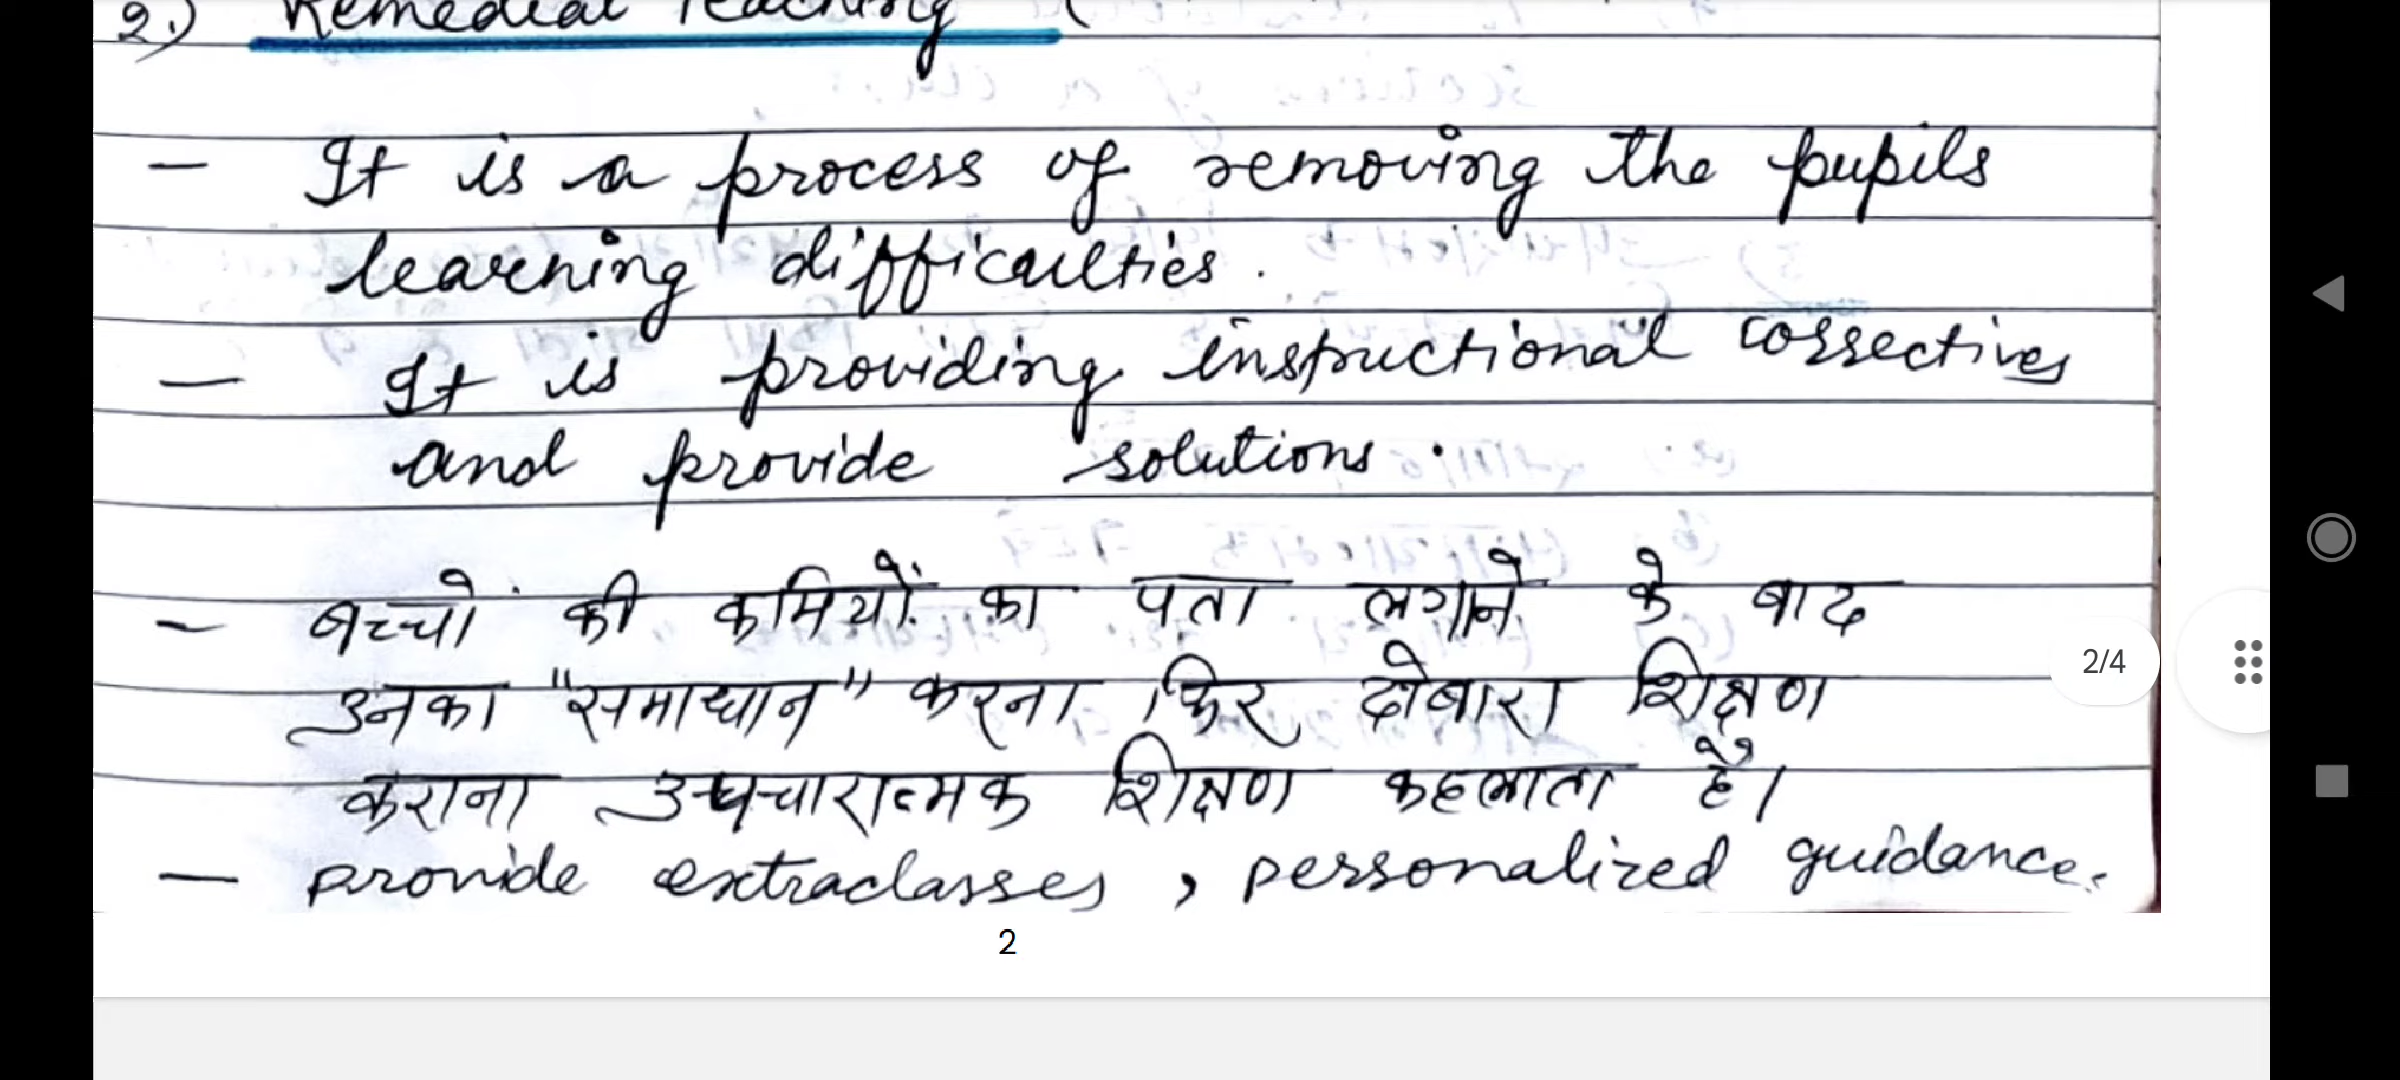 2.) Remedial Teaching (
- It is a process of removing the pupils
learning difficulties.
- It is providing instructional correctives
and provide solutions.
- बच्चो की कमियों का पता लगाने के बाद
उनका "समाधान" करना फिर दोबारा शिक्षण
कराना उपचारात्मक शिक्षण कहलाता है।
- provide extraclasses, personalized guidance.
2/4
2